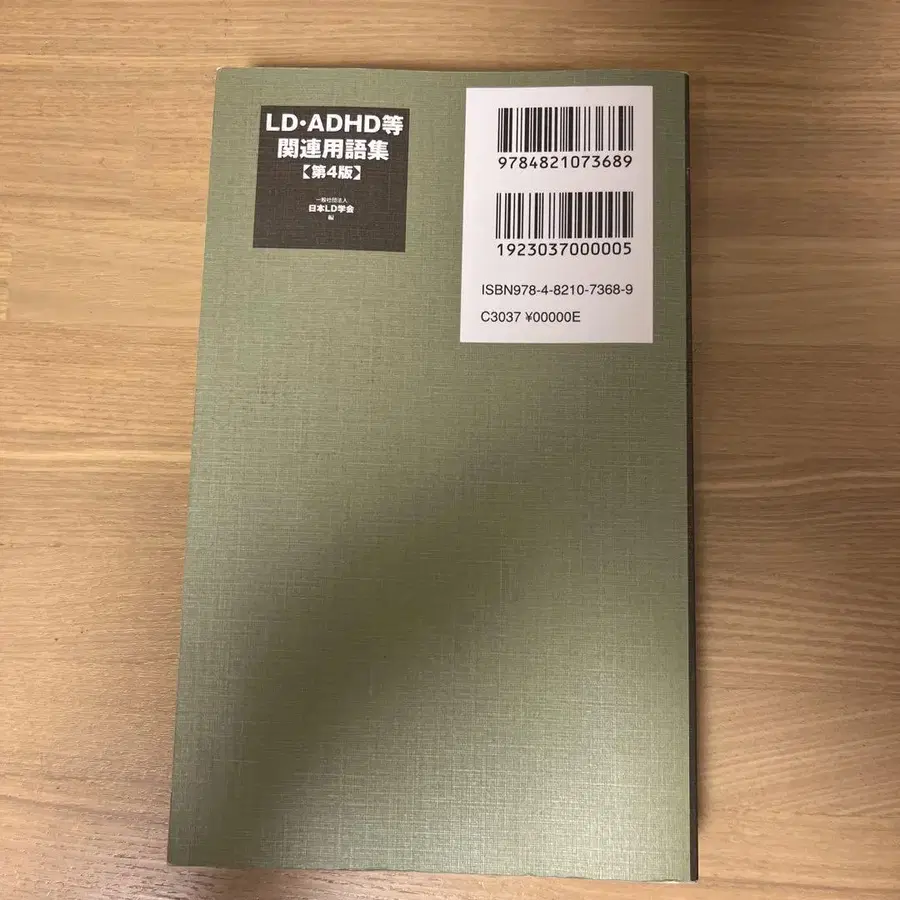 LD・ADHD等
関連用語集
【第4版】
一般社団法人
日本LD学会
編
9784821073689
1923037000005
ISBN978-4-8210-7368-9
C3037 ¥00000E